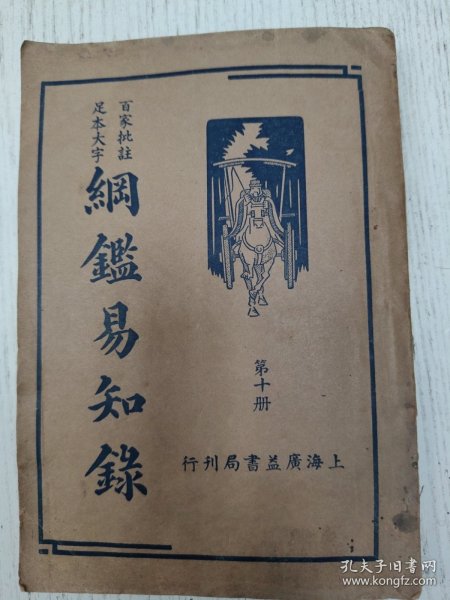 百家批註
足本大字
綱鑑易知錄
第十册
上海廣益書局刊行
孔夫子旧书网
www.kongfz.com